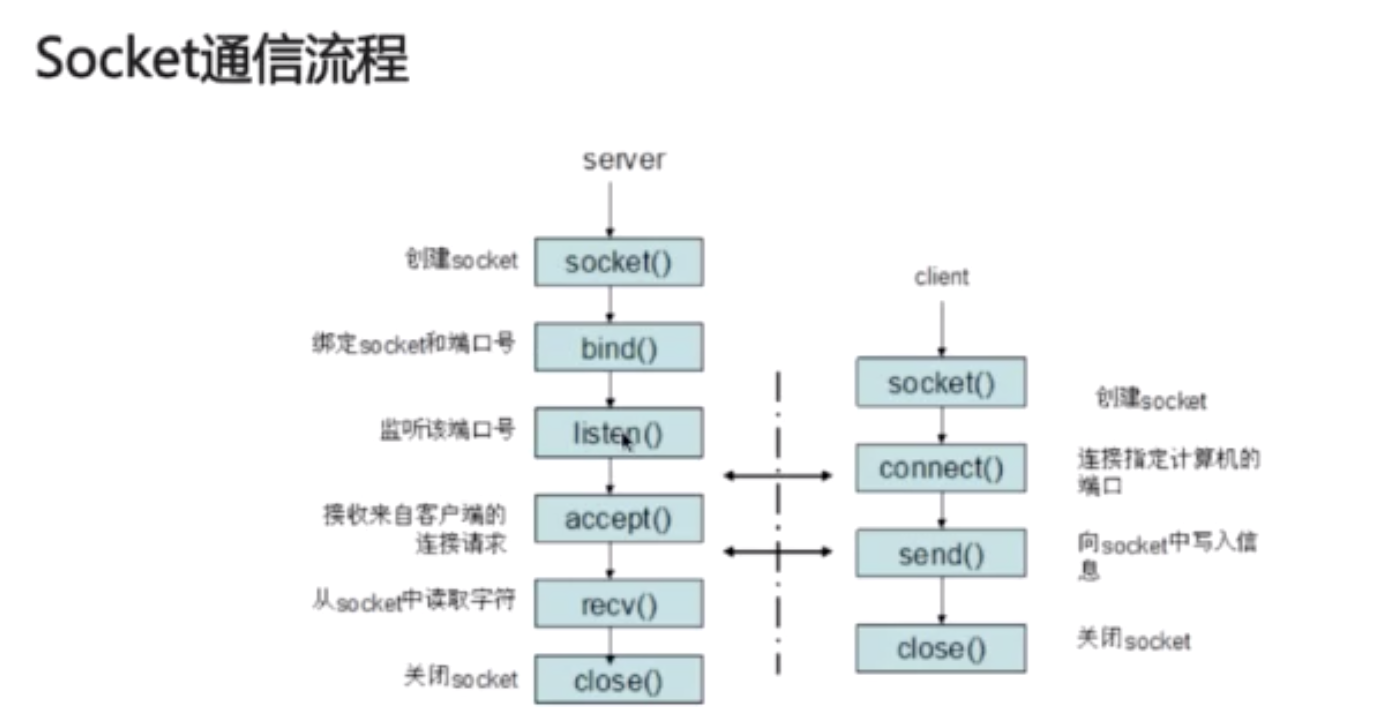 Socket通信流程
server
创建socket
socket()
绑定socket和端口号
bind()
监听该端口号
listen()
接收来自客户端的
连接请求
accept()
从socket中读取字符
recv()
关闭socket
close()
client
socket()
创建socket
connect()
连接指定计算机的
端口
send()
向socket中写入信
息
close()
关闭socket